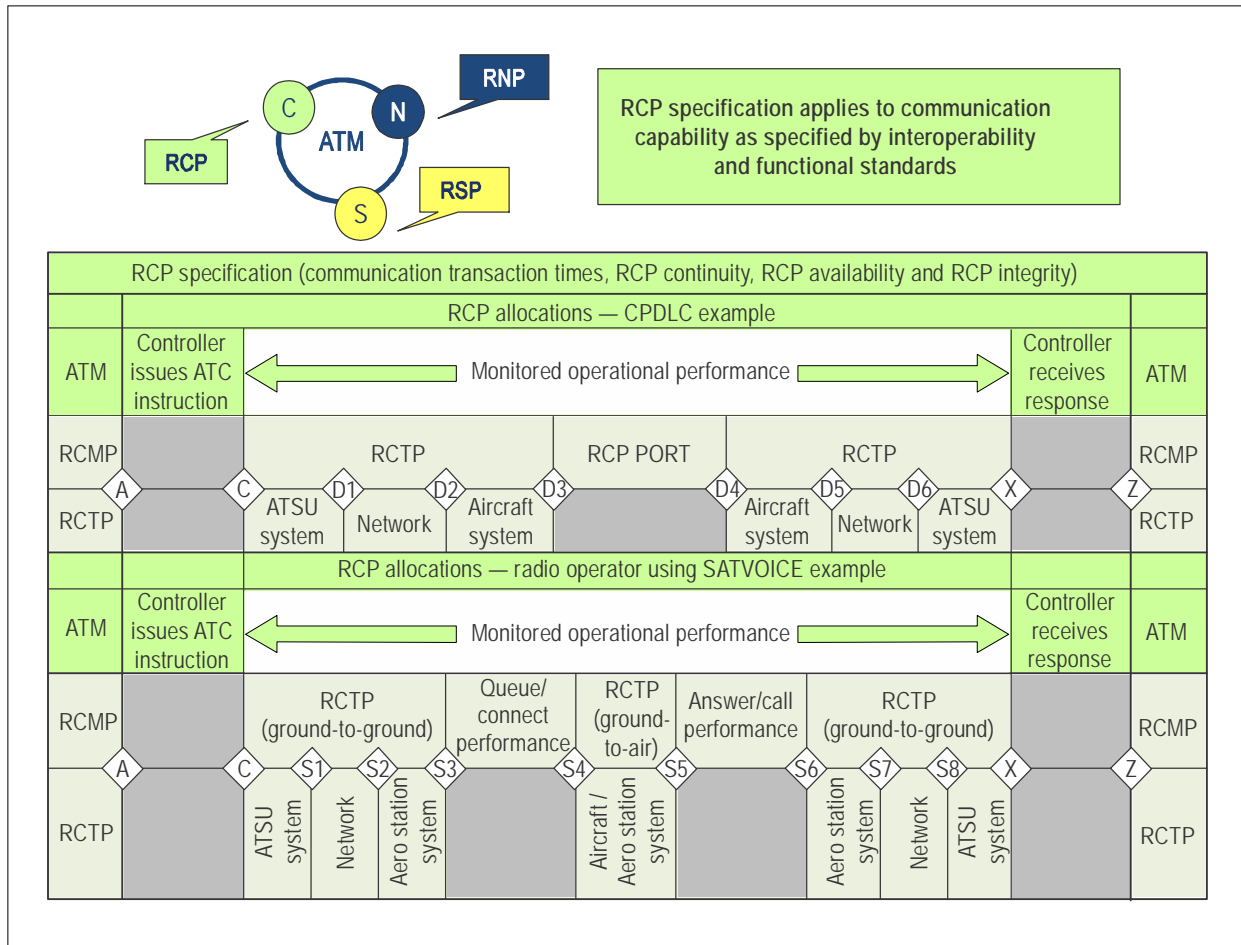 RNP
C
N
ATM
RCP
RSP
S
RCP specification applies to communication
capability as specified by interoperability
and functional standards
RCP specification (communication transaction times, RCP continuity, RCP availability and RCP integrity)
RCP allocations — CPDLC example
ATM
Controller
issues ATC
instruction
Monitored operational performance
Controller
receives
response
ATM
RCMP
RCTP
RCP PORT
RCTP
RCMP
A
C
D1
D2
D3
D4
D5
D6
X
Z
RCTP
ATSU
system
Network
Aircraft
system
Aircraft
system
Network
ATSU
system
RCTP
RCP allocations — radio operator using SATVOICE example
ATM
Controller
issues ATC
instruction
Monitored operational performance
Controller
receives
response
ATM
RCMP
RCTP
(ground-to-ground)
Queue/
connect
performance
RCTP
(ground-
to-air)
Answer/call
performance
RCTP
(ground-to-ground)
RCMP
A
C
S1
S2
S3
S4
S5
S6
S7
S8
X
Z
RCTP
ATSU
system
Network
Aero station
system
Aircraft /
Aero station
system
Aero station
system
Network
ATSU
system
RCTP